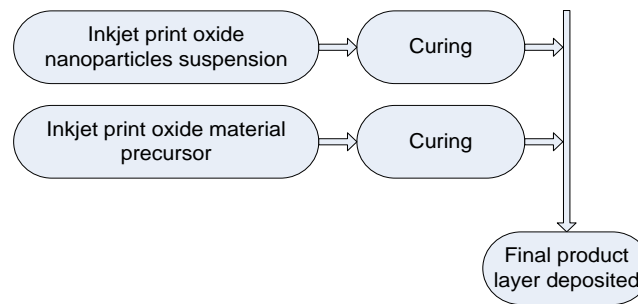 Inkjet print oxide
nanoparticles suspension
Curing
Inkjet print oxide material
precursor
Curing
Final product
layer deposited